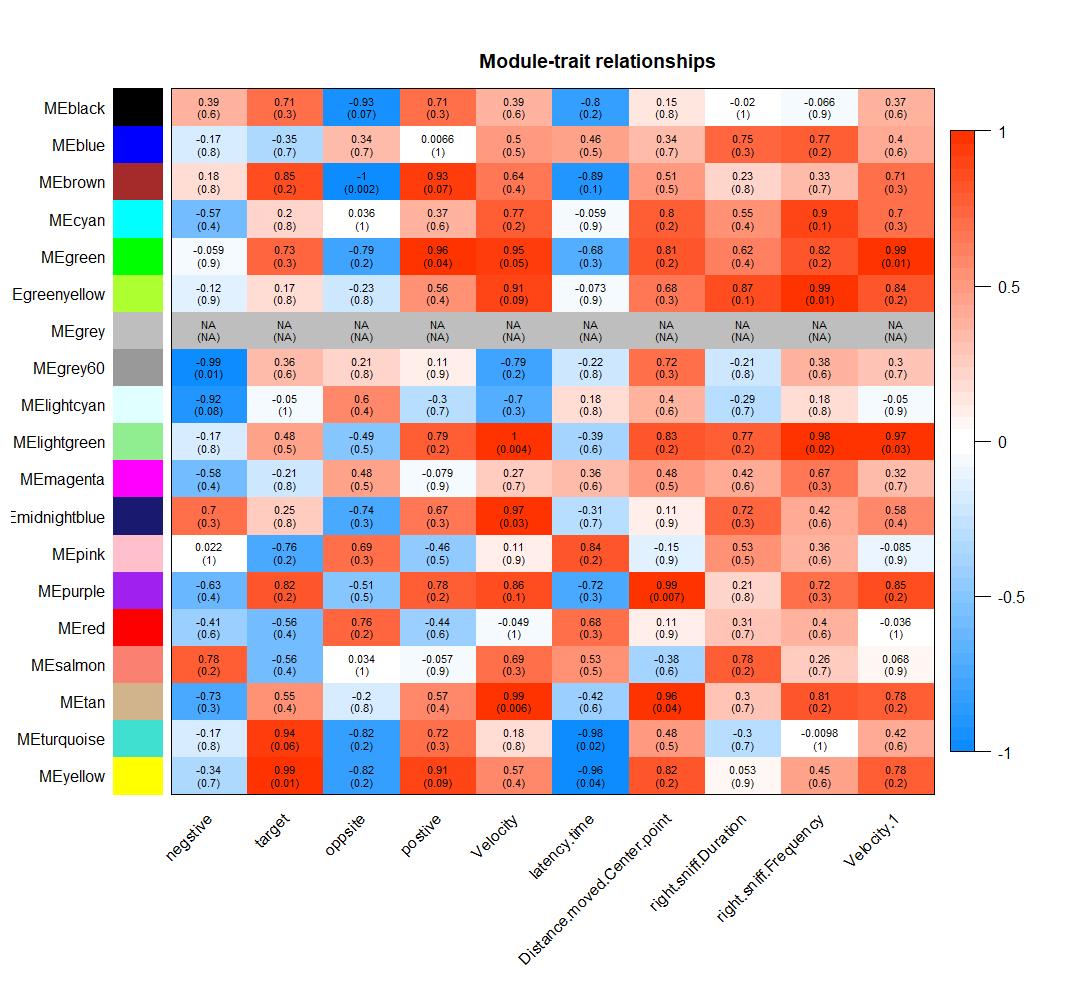 Module-trait relationships
MEblack 0.39 0.71 -0.93 0.71 0.39 -0.8 0.15 -0.02 -0.066 0.37
(0.6) (0.3) (0.07) (0.3) (0.6) (0.2) (0.8) (1) (0.9) (0.6)
MEblue -0.17 -0.35 0.34 0.0066 0.5 0.46 0.34 0.75 0.77 0.4
(0.8) (0.7) (0.7) (1) (0.5) (0.5) (0.7) (0.3) (0.2) (0.6)
MEbrown 0.18 0.85 -1 0.93 0.64 -0.89 0.51 0.23 0.33 0.71
(0.8) (0.2) (0.002) (0.07) (0.4) (0.1) (0.5) (0.8) (0.7) (0.3)
MEcyan -0.57 0.2 0.036 0.37 0.77 -0.059 0.8 0.55 0.9 0.7
(0.4) (0.8) (1) (0.6) (0.2) (0.9) (0.2) (0.4) (0.1) (0.3)
MEgreen -0.059 0.73 -0.79 0.96 0.95 -0.68 0.81 0.62 0.82 0.99
(0.9) (0.3) (0.2) (0.04) (0.05) (0.3) (0.2) (0.4) (0.2) (0.01)
Egreenyellow -0.12 0.17 -0.23 0.56 0.91 -0.073 0.68 0.87 0.99 0.84
(0.9) (0.8) (0.8) (0.4) (0.09) (0.9) (0.3) (0.1) (0.01) (0.2)
MEgrey NA NA NA NA NA NA NA NA NA NA
(NA) (NA) (NA) (NA) (NA) (NA) (NA) (NA) (NA) (NA)
MEgrey60 -0.99 0.36 0.21 0.11 -0.79 -0.22 0.72 -0.21 0.38 0.3
(0.01) (0.6) (0.8) (0.9) (0.2) (0.8) (0.3) (0.8) (0.6) (0.7)
MElightcyan -0.92 -0.05 0.6 -0.3 -0.7 0.18 0.4 -0.29 0.18 -0.05
(0.08) (1) (0.4) (0.7) (0.3) (0.8) (0.6) (0.7) (0.8) (0.9)
MElightgreen -0.17 0.48 -0.49 0.79 1 -0.39 0.83 0.77 0.98 0.97
(0.8) (0.5) (0.5) (0.2) (0.004) (0.6) (0.2) (0.2) (0.02) (0.03)
MEmagenta -0.58 -0.21 0.48 -0.079 0.27 0.36 0.48 0.42 0.67 0.32
(0.4) (0.8) (0.5) (0.9) (0.7) (0.6) (0.5) (0.6) (0.3) (0.7)
Emidnightblue 0.7 0.25 -0.74 0.67 0.97 -0.31 0.11 0.72 0.42 0.58
(0.3) (0.8) (0.3) (0.3) (0.03) (0.7) (0.9) (0.3) (0.6) (0.4)
MEpink 0.022 -0.76 0.69 -0.46 0.11 0.84 -0.15 0.53 0.36 -0.085
(1) (0.2) (0.3) (0.5) (0.9) (0.2) (0.9) (0.5) (0.6) (0.9)
MEpurple -0.63 0.82 -0.51 0.78 0.86 -0.72 0.99 0.21 0.72 0.85
(0.4) (0.2) (0.5) (0.2) (0.1) (0.3) (0.007) (0.8) (0.3) (0.2)
MEred -0.41 -0.56 0.76 -0.44 -0.049 0.68 0.11 0.31 0.4 -0.036
(0.6) (0.4) (0.2) (0.6) (1) (0.3) (0.9) (0.7) (0.6) (1)
MEsalmon 0.78 -0.56 0.034 -0.057 0.69 0.53 -0.38 0.78 0.26 0.068
(0.2) (0.4) (1) (0.9) (0.3) (0.5) (0.6) (0.2) (0.7) (0.9)
MEtan -0.73 0.55 -0.2 0.57 0.99 -0.42 0.96 0.3 0.81 0.78
(0.3) (0.4) (0.8) (0.4) (0.006) (0.6) (0.04) (0.7) (0.2) (0.2)
MEturquoise -0.17 0.94 -0.82 0.72 0.18 -0.98 0.48 -0.3 -0.0098 0.42
(0.8) (0.06) (0.2) (0.3) (0.8) (0.02) (0.5) (0.7) (1) (0.6)
MEyellow -0.34 0.99 -0.82 0.91 0.57 -0.96 0.82 0.053 0.45 0.78
(0.7) (0.01) (0.2) (0.09) (0.4) (0.04) (0.2) (0.9) (0.6) (0.2)
negstive
target
oppsite
postive
Velocity
latency.time
Distance.moved.Center.point
right.sniff.Duration
right.sniff.Frequency
Velocity.1
1
0.5
0
-0.5
-1